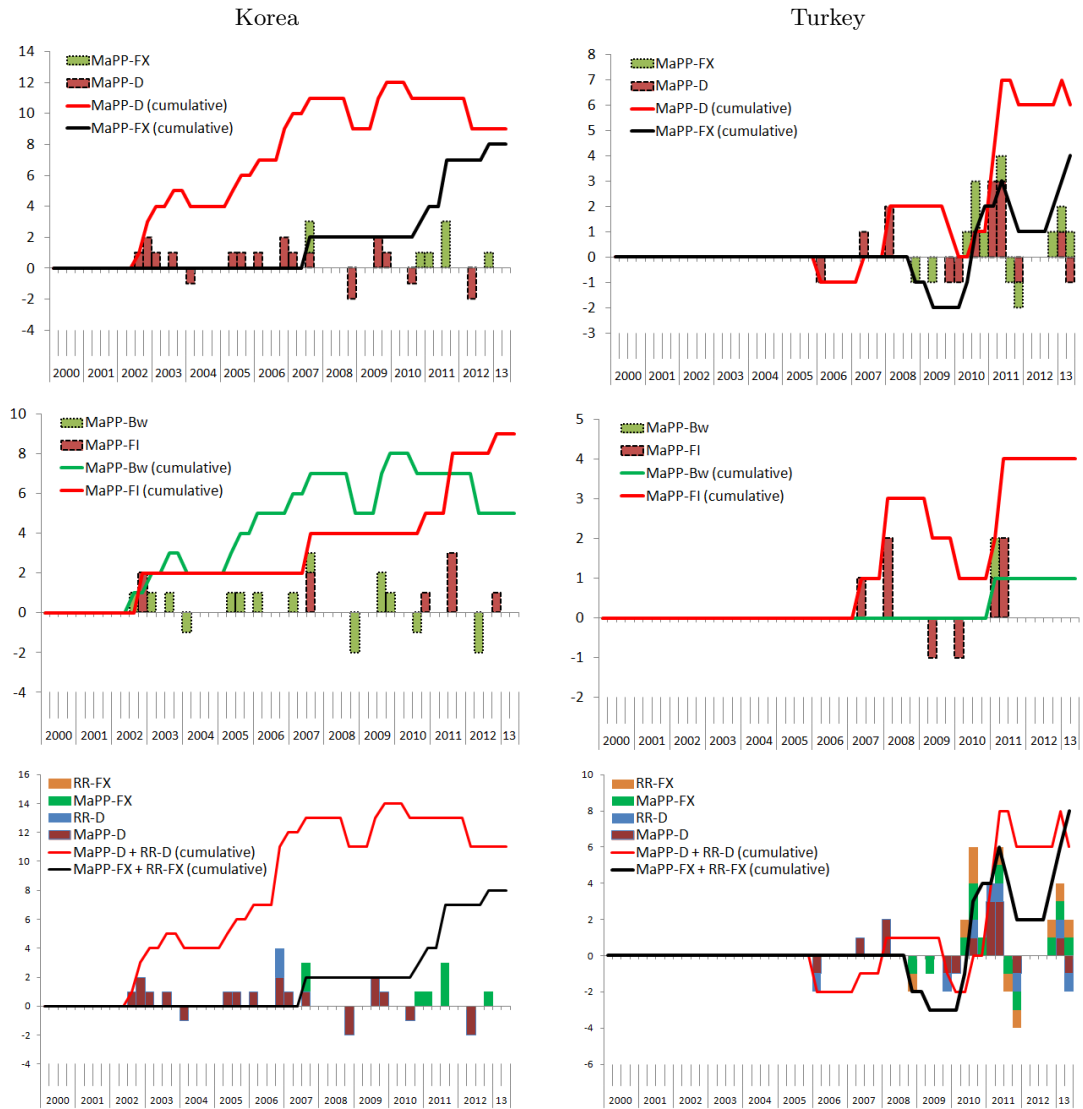 Korea
14
12
10
8
6
4
2
0
-2
-4
MaPP-FX
MaPP-D
MaPP-D (cumulative)
MaPP-FX (cumulative)
2000 2001 2002 2003 2004 2005 2006 2007 2008 2009 2010 2011 2012 13
Turkey
8
7
6
5
4
3
2
1
0
-1
-2
-3
MaPP-FX
MaPP-D
MaPP-D (cumulative)
MaPP-FX (cumulative)
2000 2001 2002 2003 2004 2005 2006 2007 2008 2009 2010 2011 2012 13
10
8
6
4
2
0
-2
-4
MaPP-Bw
MaPP-FI
MaPP-Bw (cumulative)
MaPP-FI (cumulative)
2000 2001 2002 2003 2004 2005 2006 2007 2008 2009 2010 2011 2012 13
5
4
3
2
1
0
-1
-2
MaPP-Bw
MaPP-FI
MaPP-Bw (cumulative)
MaPP-FI (cumulative)
2000 2001 2002 2003 2004 2005 2006 2007 2008 2009 2010 2011 2012 13
16
14
12
10
8
6
4
2
0
-2
-4
RR-FX
MaPP-FX
RR-D
MaPP-D
MaPP-D + RR-D (cumulative)
MaPP-FX + RR-FX (cumulative)
2000 2001 2002 2003 2004 2005 2006 2007 2008 2009 2010 2011 2012 13
10
8
6
4
2
0
-2
-4
-6
RR-FX
MaPP-FX
RR-D
MaPP-D
MaPP-D + RR-D (cumulative)
MaPP-FX + RR-FX (cumulative)
2000 2001 2002 2003 2004 2005 2006 2007 2008 2009 2010 2011 2012 13